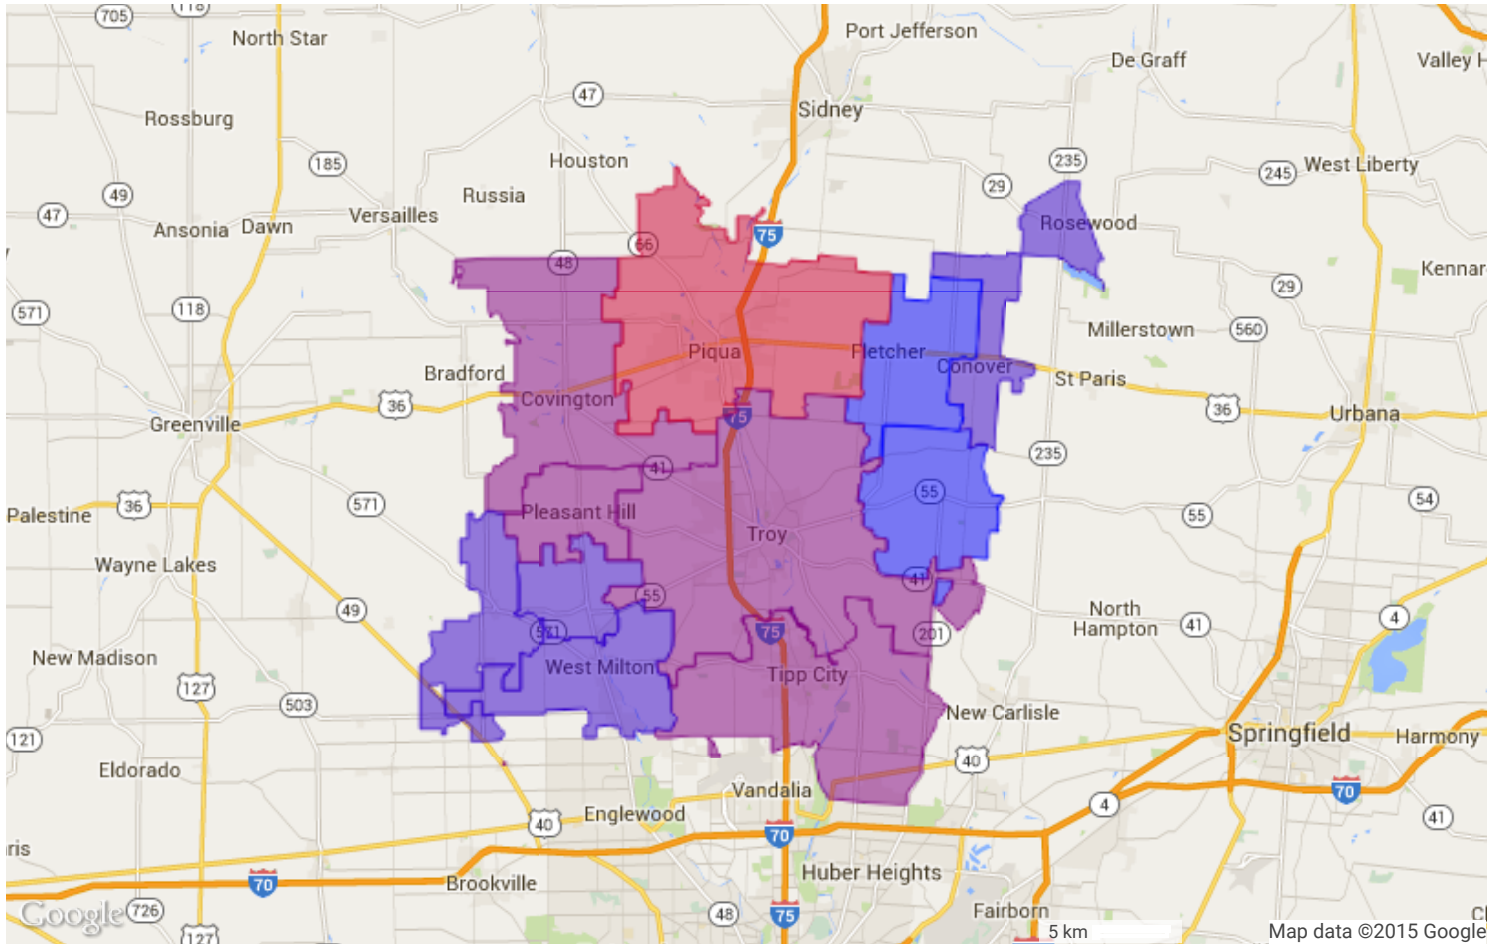 705
118
North Star
Port Jefferson
De Graff
Valley H
47
Sidney
Rossburg
Houston
185
235
245
West Liberty
49
Russia
29
47
Versailles
Ansonia
Dawn
Rosewood
75
66
48
Kennar
29
571
118
Millerstown
560
Piqua
Fletcher
Conover
Bradford
St Paris
Covington
36
36
Urbana
75
Greenville
235
41
55
54
571
36
Palestine
Pleasant Hill
55
Troy
Wayne Lakes
41
55
49
North
Hampton
41
4
571
75
201
New Madison
West Milton
Tipp City
127
503
New Carlisle
121
Springfield
Harmony
40
Eldorado
Vandalia
70
4
Englewood
41
40
70
ris
Huber Heights
70
Brookville
Google
726
48
75
Fairborn
Cl
127
5 km
Map data ©2015 Google